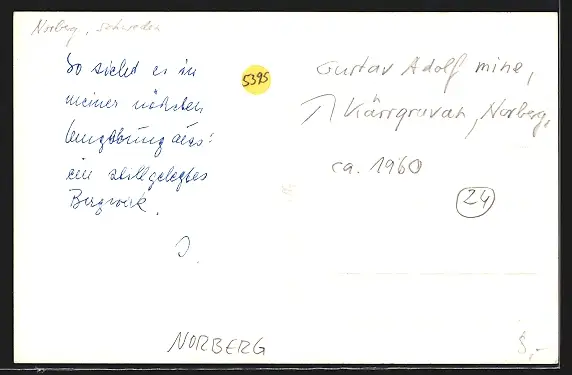 Norberg, Schweden
So sieht es in
meiner nächsten
Umgebung aus:
ein stillgelegtes
Bergwerk.
J.
5395
Gustav Adolf mine,
Kärrgruvan, Norberg,
ca. 1960
24
NORBERG
8,-